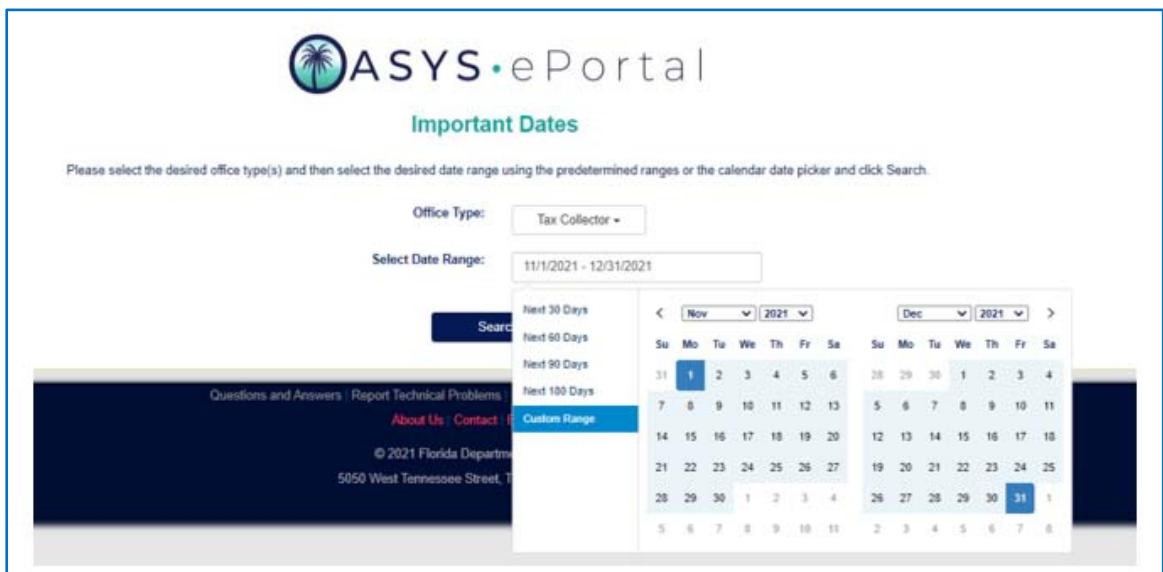 OASYS•ePortal
Important Dates
Please select the desired office type(s) and then select the desired date range using the predetermined ranges or the calendar date picker and click Search.
Office Type:
Tax Collector
Select Date Range:
11/1/2021 - 12/31/2021
Searc
Next 30 Days
Next 60 Days
Next 90 Days
Next 180 Days
Custom Range
< Nov 2021
Su Mo Tu We Th Fr Sa
31 1 2 3 4 5 6
7 8 9 10 11 12 13
14 15 16 17 18 19 20
21 22 23 24 25 26 27
28 29 30 1 2 3 4
5 6 7 8 9 10 11
Dec 2021 >
Su Mo Tu We Th Fr Sa
28 29 30 1 2 3 4
5 6 7 8 9 10 11
12 13 14 15 16 17 18
19 20 21 22 23 24 25
26 27 28 29 30 31 1
2 3 4 5 6 7 8
Questions and Answers | Report Technical Problems |
About Us | Contact |
© 2021 Florida Departme
5050 West Tennessee Street, T